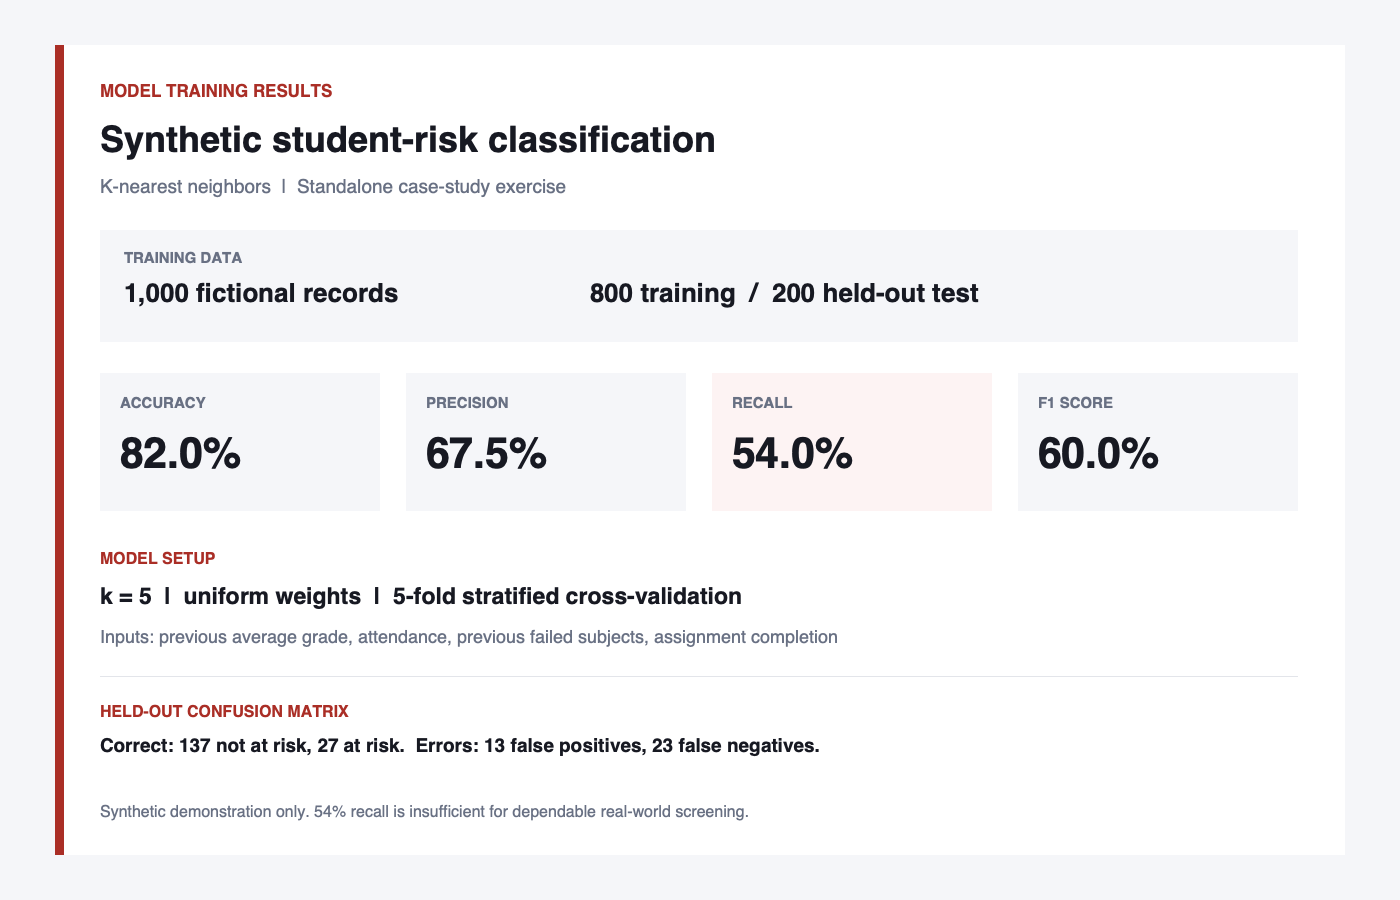 MODEL TRAINING RESULTS
Synthetic student-risk classification
K-nearest neighbors | Standalone case-study exercise
TRAINING DATA
1,000 fictional records 800 training / 200 held-out test
ACCURACY PRECISION RECALL F1 SCORE
82.0% 67.5% 54.0% 60.0%
MODEL SETUP
k = 5 | uniform weights | 5-fold stratified cross-validation
Inputs: previous average grade, attendance, previous failed subjects, assignment completion
HELD-OUT CONFUSION MATRIX
Correct: 137 not at risk, 27 at risk. Errors: 13 false positives, 23 false negatives.
Synthetic demonstration only. 54% recall is insufficient for dependable real-world screening.